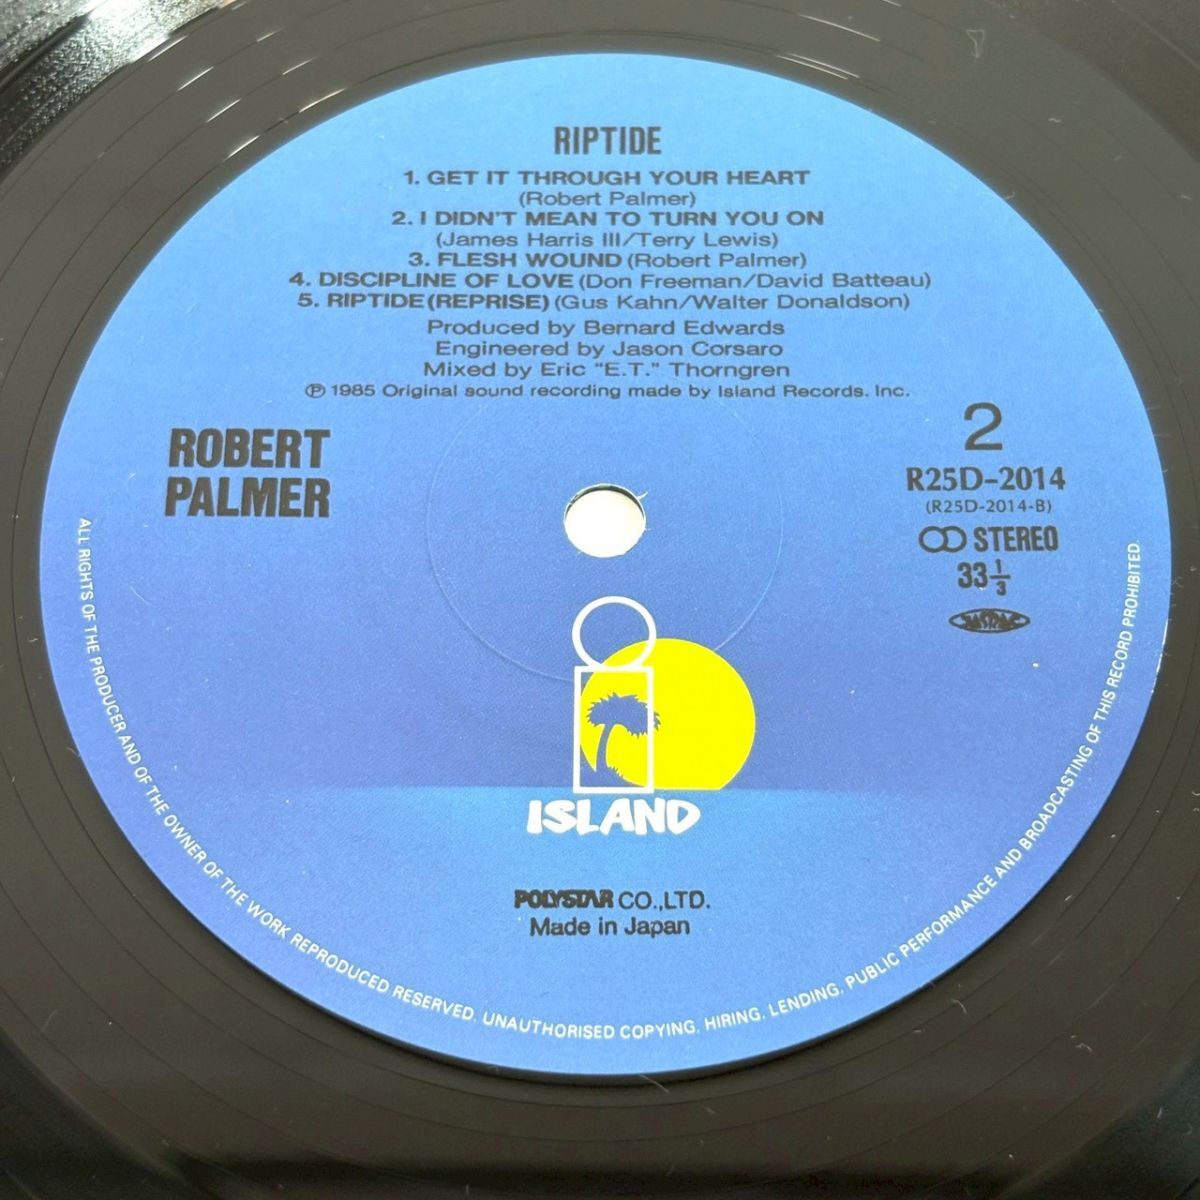 RIPTIDE
1. GET IT THROUGH YOUR HEART
(Robert Palmer)
2. I DIDN'T MEAN TO TURN YOU ON
(James Harris III/Terry Lewis)
3. FLESH WOUND (Robert Palmer)
4. DISCIPLINE OF LOVE (Don Freeman/David Batteau)
5. RIPTIDE (REPRISE) (Gus Kahn/Walter Donaldson)
Produced by Bernard Edwards
Engineered by Jason Corsaro
Mixed by Eric "E.T." Thorngren
Ⓟ 1985 Original sound recording made by Island Records. Inc.
ROBERT
PALMER
2
R25D-2014
(R25D-2014-B)
STEREO
33 1/3
ISLAND
POLYSTAR CO.,LTD.
Made in Japan
ALL RIGHTS OF THE PRODUCER AND OF THE OWNER OF THE WORK REPRODUCED RESERVED. UNAUTHORISED COPYING, HIRING, LENDING, PUBLIC PERFORMANCE AND BROADCASTING OF THIS RECORD PROHIBITED.